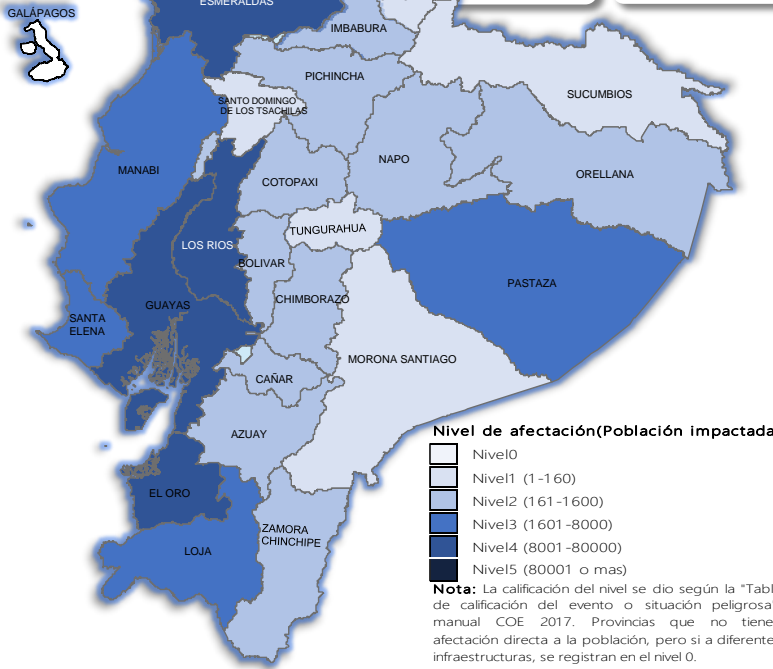 ESMERALDAS
GALÁPAGOS
IMBABURA
PICHINCHA
SUCUMBIOS
SANTO DOMINGO
DE LOS TSACHILAS
NAPO
MANABI
ORELLANA
COTOPAXI
TUNGURAHUA
LOS RIOS
BOLIVAR
PASTAZA
CHIMBORAZO
GUAYAS
SANTA
ELENA
MORONA SANTIAGO
CAÑAR
AZUAY
EL ORO
ZAMORA
CHINCHIPE
LOJA
Nivel de afectación(Población impactada
Nivel0
Nivel1 (1-160)
Nivel2 (161-1600)
Nivel3 (1601-8000)
Nivel4 (8001-80000)
Nivel5 (80001 o mas)
Nota: La calificación del nivel se dio según la "Tabl
de calificación del evento o situación peligrosa"
manual COE 2017. Provincias que no tiene
afectación directa a la población, pero si a diferente
infraestructuras, se registran en el nivel 0.